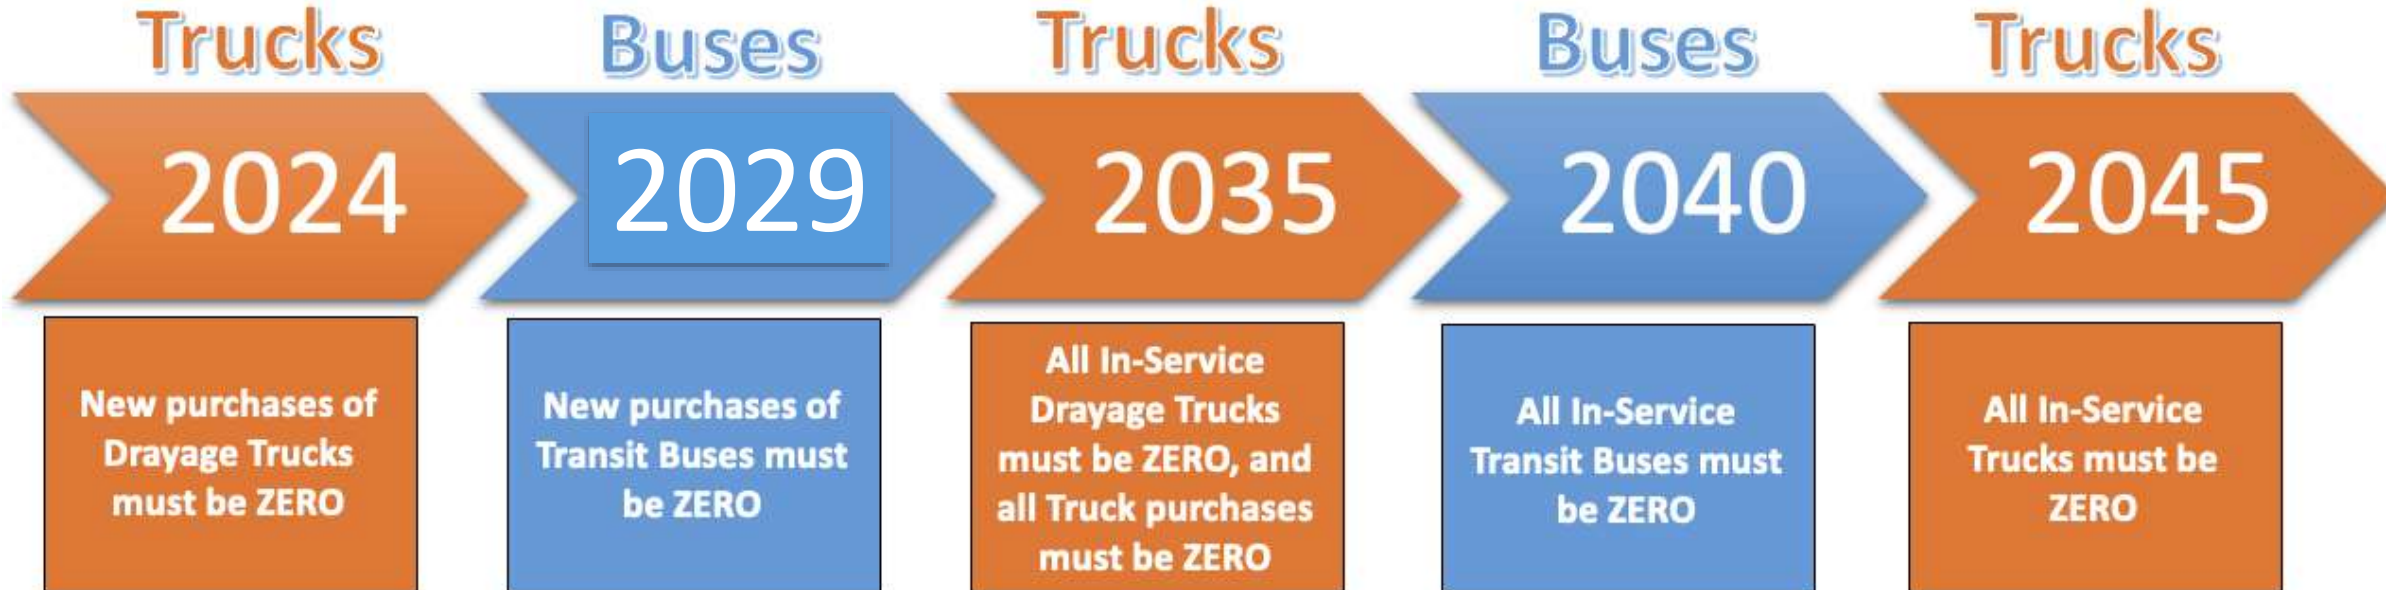 Trucks
2024
New purchases of
Drayage Trucks
must be ZERO
Buses
2029
New purchases of
Transit Buses must
be ZERO
Trucks
2035
All In-Service
Drayage Trucks
must be ZERO, and
all Truck purchases
must be ZERO
Buses
2040
All In-Service
Transit Buses must
be ZERO
Trucks
2045
All In-Service
Trucks must be
ZERO